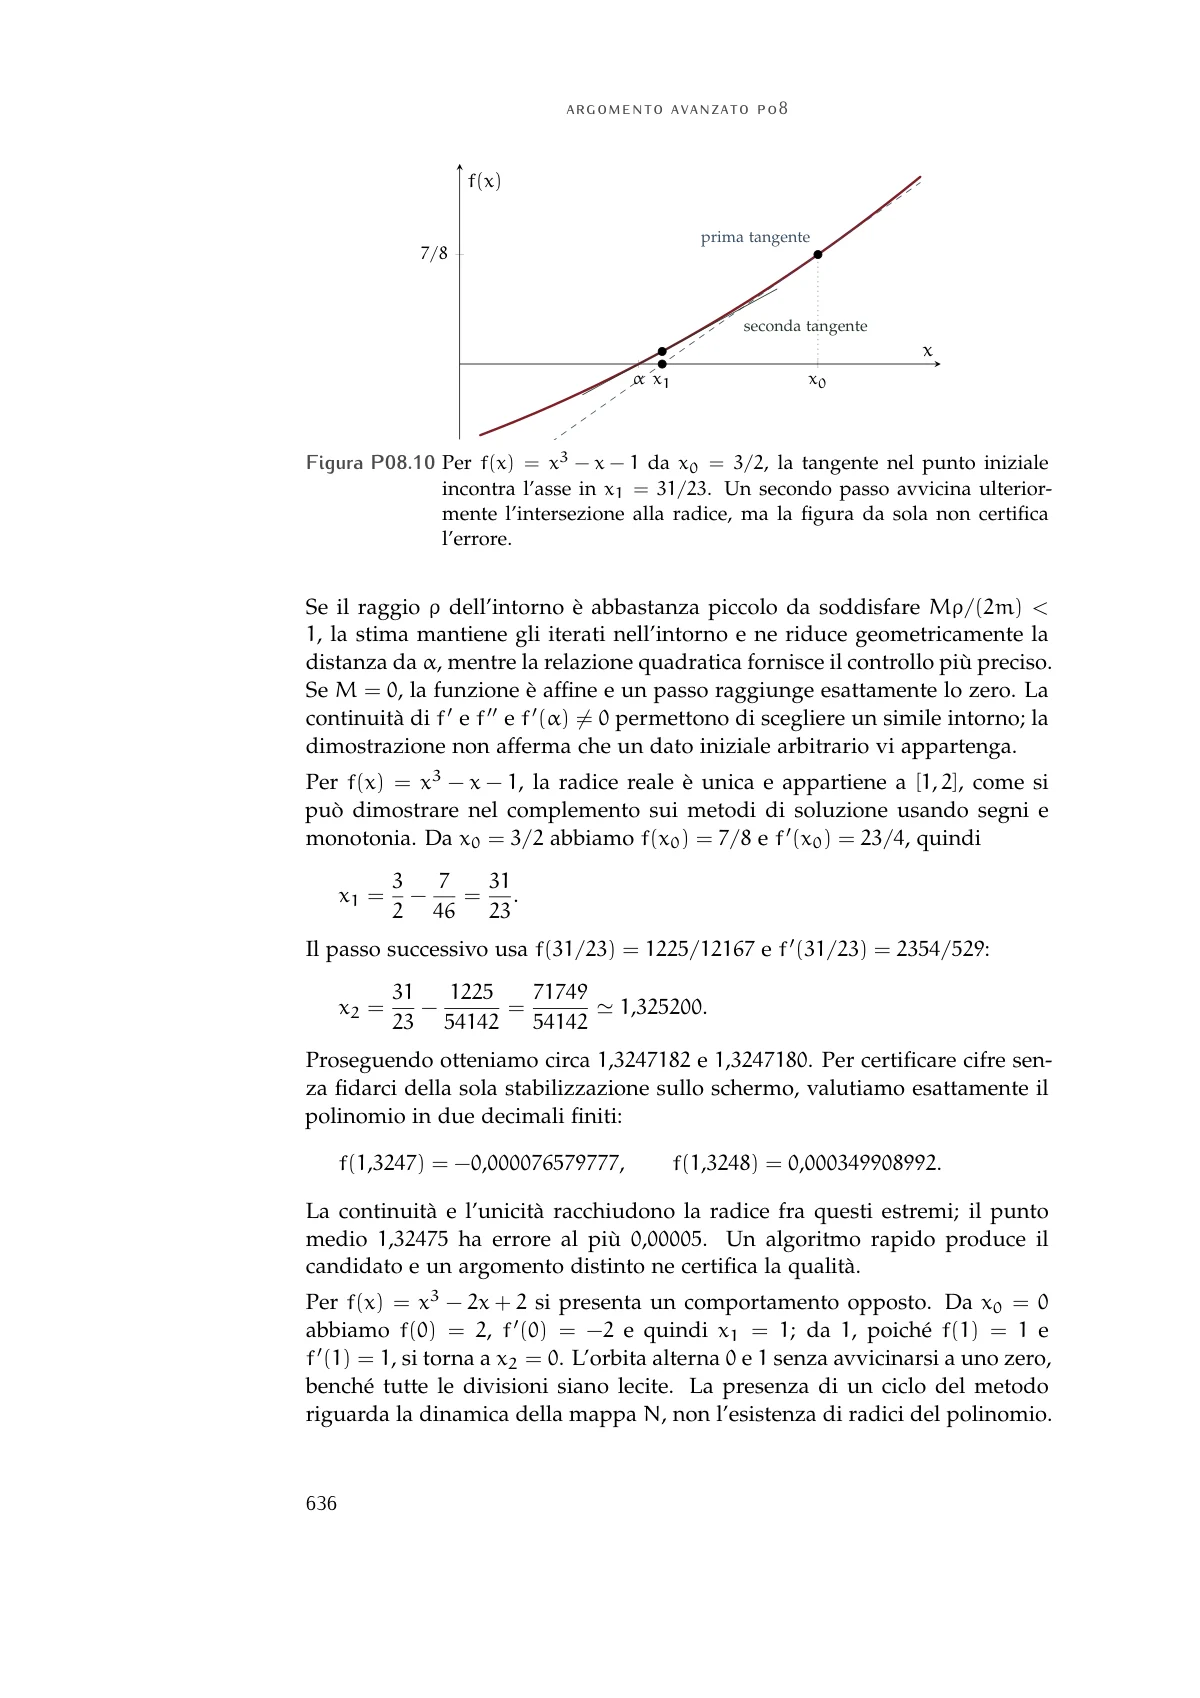 ARGOMENTO AVANZATO P08
f(x)
prima tangente
7/8
seconda tangente
x
α x₁ x₀
Figura P08.10 Per f(x) = x³ − x − 1 da x₀ = 3/2, la tangente nel punto iniziale
incontra l'asse in x₁ = 31/23. Un secondo passo avvicina ulterior-
mente l'intersezione alla radice, ma la figura da sola non certifica
l'errore.
Se il raggio ρ dell'intorno è abbastanza piccolo da soddisfare Mρ/(2m) <
1, la stima mantiene gli iterati nell'intorno e ne riduce geometricamente la
distanza da α, mentre la relazione quadratica fornisce il controllo più preciso.
Se M = 0, la funzione è affine e un passo raggiunge esattamente lo zero. La
continuità di f′ e f″ e f′(α) ≠ 0 permettono di scegliere un simile intorno; la
dimostrazione non afferma che un dato iniziale arbitrario vi appartenga.
Per f(x) = x³ − x − 1, la radice reale è unica e appartiene a [1, 2], come si
può dimostrare nel complemento sui metodi di soluzione usando segni e
monotonia. Da x₀ = 3/2 abbiamo f(x₀) = 7/8 e f′(x₀) = 23/4, quindi
x₁ = 3/2 − 7/46 = 31/23.
Il passo successivo usa f(31/23) = 1225/12167 e f′(31/23) = 2354/529:
x₂ = 31/23 − 1225/54142 = 71749/54142 ≃ 1,325200.
Proseguendo otteniamo circa 1,3247182 e 1,3247180. Per certificare cifre sen-
za fidarci della sola stabilizzazione sullo schermo, valutiamo esattamente il
polinomio in due decimali finiti:
f(1,3247) = −0,000076579777, f(1,3248) = 0,000349908992.
La continuità e l'unicità racchiudono la radice fra questi estremi; il punto
medio 1,32475 ha errore al più 0,00005. Un algoritmo rapido produce il
candidato e un argomento distinto ne certifica la qualità.
Per f(x) = x³ − 2x + 2 si presenta un comportamento opposto. Da x₀ = 0
abbiamo f(0) = 2, f′(0) = −2 e quindi x₁ = 1; da 1, poiché f(1) = 1 e
f′(1) = 1, si torna a x₂ = 0. L'orbita alterna 0 e 1 senza avvicinarsi a uno zero,
benché tutte le divisioni siano lecite. La presenza di un ciclo del metodo
riguarda la dinamica della mappa N, non l'esistenza di radici del polinomio.
636